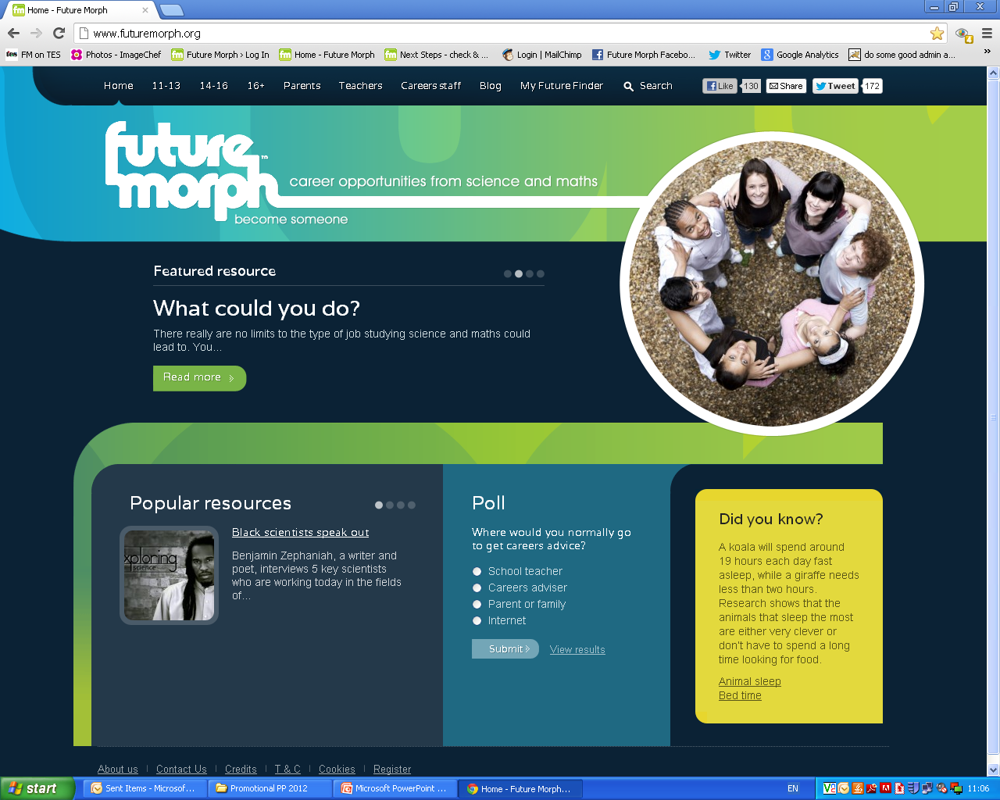 Home - Future Morph
www.futuremorph.org
FM on TES
Photos - ImageChef
Future Morph › Log In
Home - Future Morph
Next Steps - check & ...
Login | MailChimp
Future Morph Facebo...
Twitter
Google Analytics
do some good admin a...
Home
11-13
14-16
16+
Parents
Teachers
Careers staff
Blog
My Future Finder
Search
Like
130
Share
Tweet
172
future
morph
TM
career opportunities from science and maths
become someone
Featured resource
What could you do?
There really are no limits to the type of job studying science and maths could
lead to. You...
Read more
Popular resources
Black scientists speak out
xploring
science
Benjamin Zephaniah, a writer and
poet, interviews 5 key scientists
who are working today in the fields
of...
Poll
Where would you normally go
to get careers advice?
School teacher
Careers adviser
Parent or family
Internet
Submit
View results
Did you know?
A koala will spend around
19 hours each day fast
asleep, while a giraffe needs
less than two hours.
Research shows that the
animals that sleep the most
are either very clever or
don't have to spend a long
time looking for food.
Animal sleep
Bed time
About us
Contact Us
Credits
T & C
Cookies
Register
start
Sent Items - Microsof...
Promotional PP 2012
Microsoft PowerPoint ...
Home - Future Morph...
EN
11:06